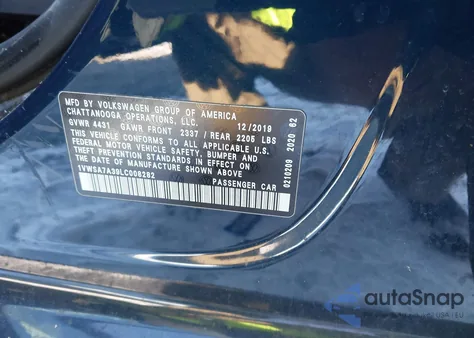 MFD BY VOLKSWAGEN GROUP OF AMERICA
CHATTANOOGA OPERATIONS, LLC. 12/2019
GVWR 4431 GAWR FRONT 2337 / REAR 2205 LBS
THIS VEHICLE CONFORMS TO ALL APPLICABLE U.S.
FEDERAL MOTOR VEHICLE SAFETY, BUMPER AND
THEFT PREVENTION STANDARDS IN EFFECT ON
THE DATE OF MANUFACTURE SHOWN ABOVE
1VWSA7A39LC008282 PASSENGER CAR
0210209 2020 62
autoSnap